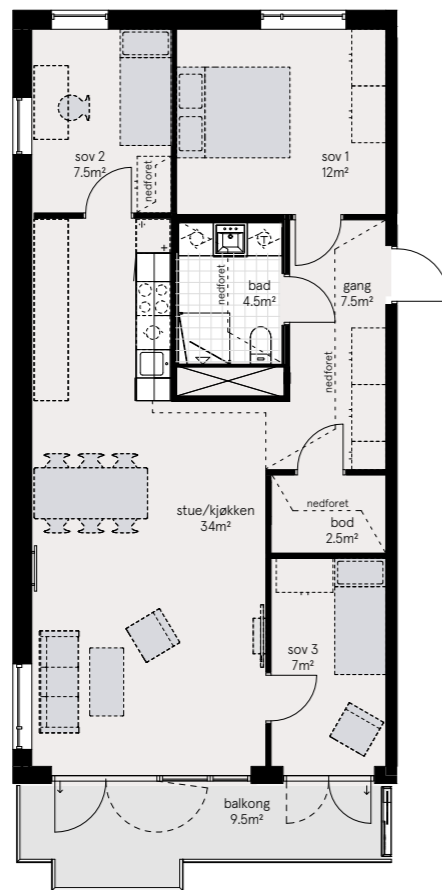 sov 2
7.5m²
nedforet
sov 1
12m²
bad
4.5m²
nedforet
T
gang
7.5m²
nedforet
stue/kjøkken
34m²
nedforet
bod
2.5m²
sov 3
7m²
balkong
9.5m²